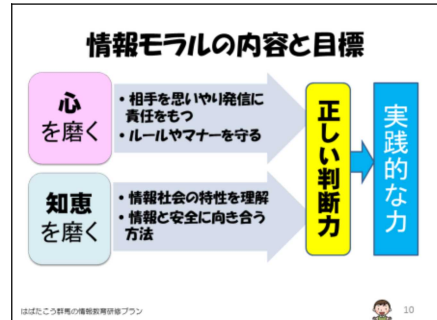 情報モラルの内容と目標
心
を磨く
・相手を思いやり発信に
責任をもつ
・ルールやマナーを守る
知恵
を磨く
・情報社会の特性を理解
・情報と安全に向き合う
方法
正しい判断力
実践的な力
はばたこう群馬の情報教育研修プラン
10